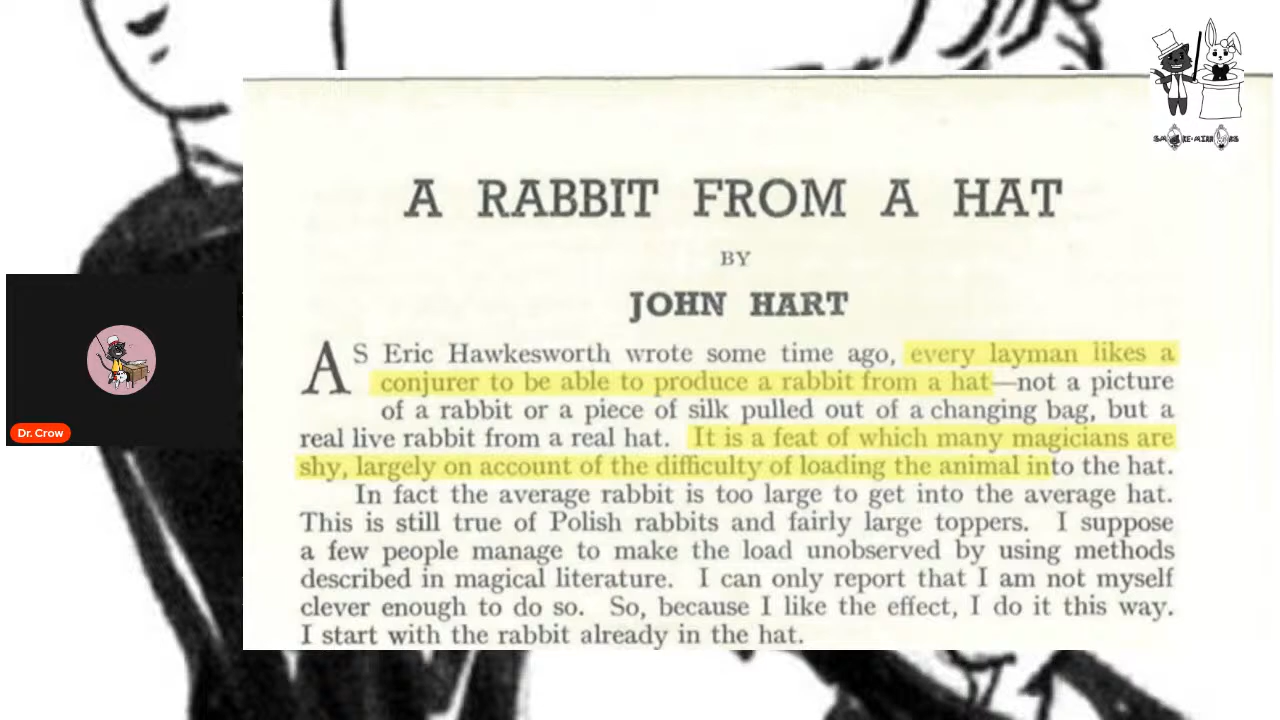 A RABBIT FROM A HAT
BY
JOHN HART
AS Eric Hawkesworth wrote some time ago, every layman likes a
conjurer to be able to produce a rabbit from a hat—not a picture
of a rabbit or a piece of silk pulled out of a changing bag, but a
real live rabbit from a real hat. It is a feat of which many magicians are
shy, largely on account of the difficulty of loading the animal into the hat.
In fact the average rabbit is too large to get into the average hat.
This is still true of Polish rabbits and fairly large toppers. I suppose
a few people manage to make the load unobserved by using methods
described in magical literature. I can only report that I am not myself
clever enough to do so. So, because I like the effect, I do it this way.
I start with the rabbit already in the hat.
Dr. Crow